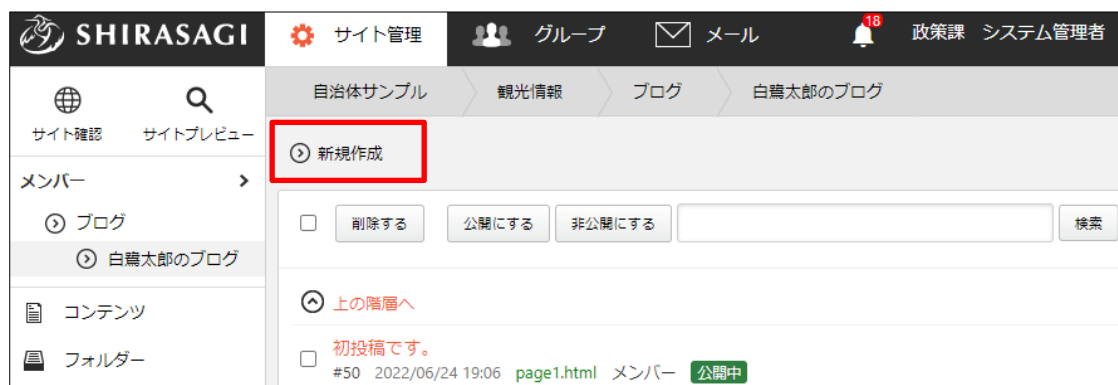 SHIRASAGI サイト管理 グループ メール 18 政策課 システム管理者
サイト確認 サイトプレビュー
自治体サンプル 観光情報 ブログ 白鷺太郎のブログ
新規作成
メンバー
ブログ
白鷺太郎のブログ
コンテンツ
フォルダー
削除する 公開にする 非公開にする 検索
上の階層へ
初投稿です。
#50 2022/06/24 19:06 page1.html メンバー 公開中